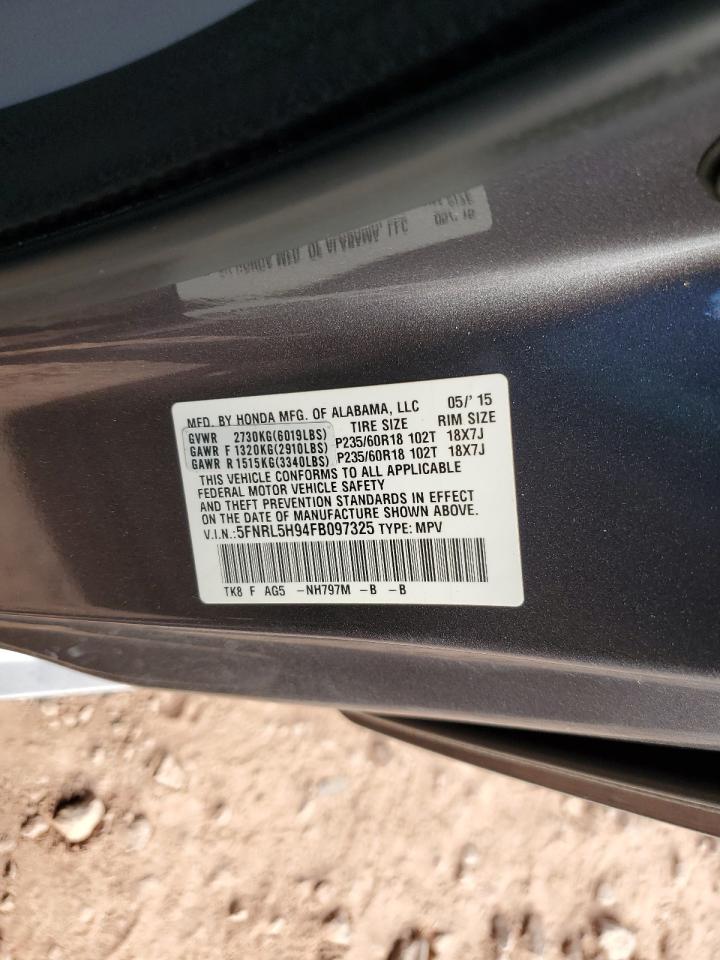 MFD. BY HONDA MFG. OF ALABAMA, LLC 05/'15
TIRE SIZE RIM SIZE
GVWR 2730KG(6019LBS)
GAWR F 1320KG(2910LBS) P235/60R18 102T 18X7J
GAWR R 1515KG(3340LBS) P235/60R18 102T 18X7J
THIS VEHICLE CONFORMS TO ALL APPLICABLE
FEDERAL MOTOR VEHICLE SAFETY
AND THEFT PREVENTION STANDARDS IN EFFECT
ON THE DATE OF MANUFACTURE SHOWN ABOVE.
V.I.N.:5FNRL5H94FB097325 TYPE: MPV
TK8 F AG5 -NH797M -B -B